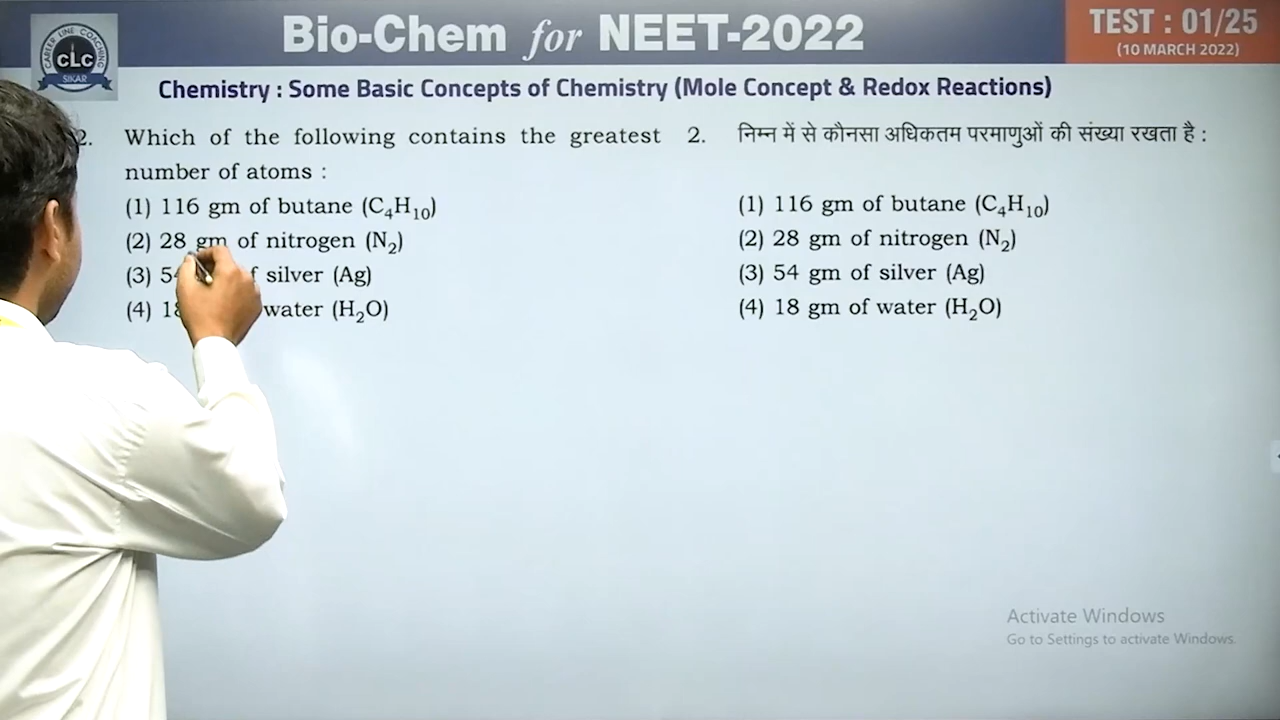 Bio-Chem for NEET-2022
TEST : 01/25
(10 MARCH 2022)
CAREER LINE COACHING
CLC
SIKAR
Chemistry : Some Basic Concepts of Chemistry (Mole Concept & Redox Reactions)
2. Which of the following contains the greatest
number of atoms :
(1) 116 gm of butane (C₄H₁₀)
(2) 28 gm of nitrogen (N₂)
(3) 54 silver (Ag)
(4) 18 water (H₂O)
2. निम्न में से कौनसा अधिकतम परमाणुओं की संख्या रखता है :
(1) 116 gm of butane (C₄H₁₀)
(2) 28 gm of nitrogen (N₂)
(3) 54 gm of silver (Ag)
(4) 18 gm of water (H₂O)
Activate Windows
Go to Settings to activate Windows.